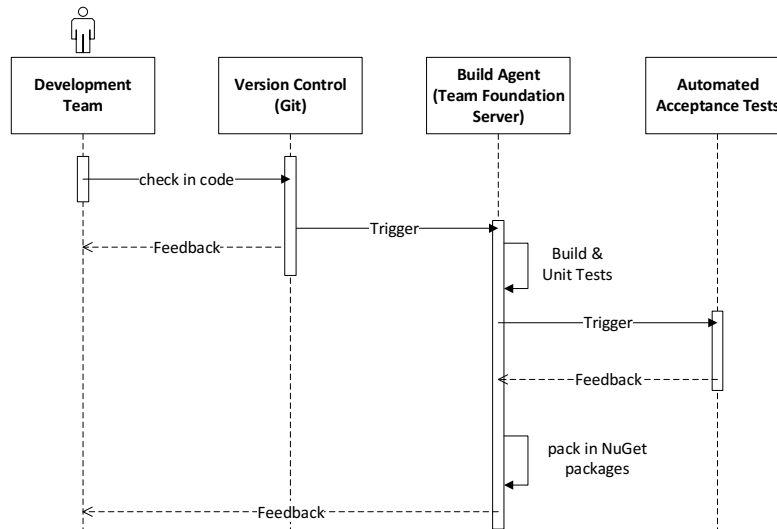 Development
Team
Version Control
(Git)
Build Agent
(Team Foundation
Server)
Automated
Acceptance Tests
check in code
Trigger
Feedback
Build &
Unit Tests
Trigger
Feedback
pack in NuGet
packages
Feedback